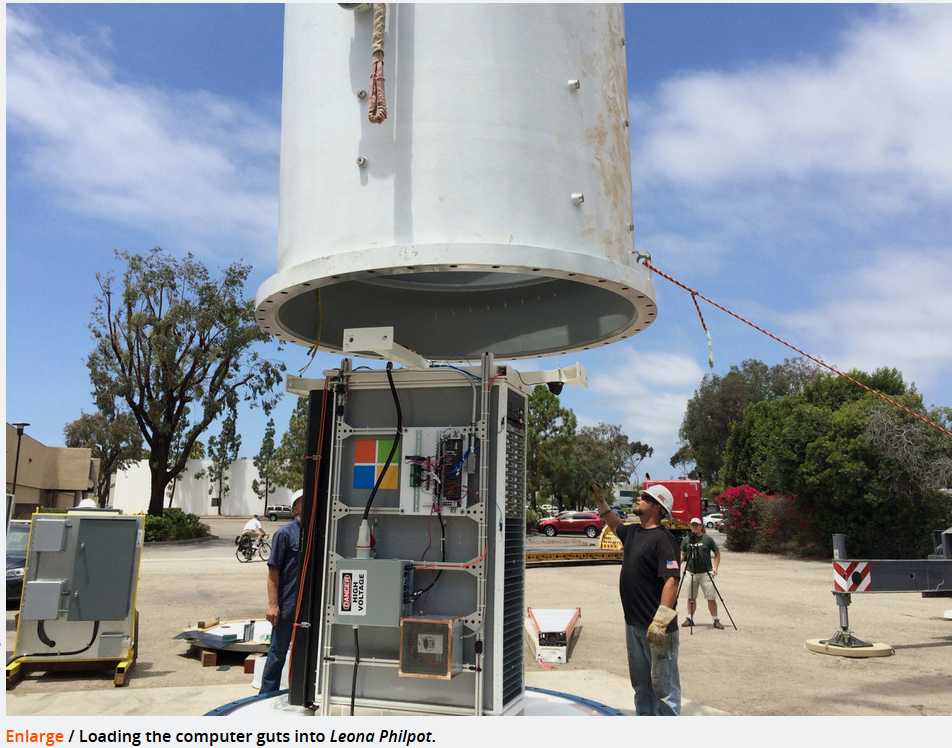 DANGER
HIGH
VOLTAGE
Enlarge / Loading the computer guts into Leona Philpot.